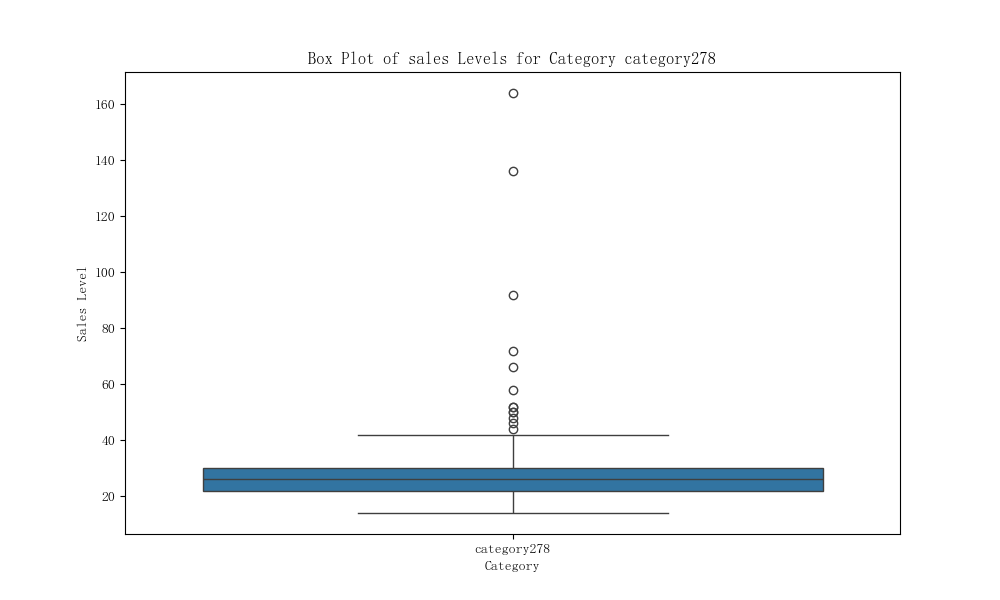 Box Plot of sales Levels for Category category278
160
140
120
100
80
60
40
20
Sales Level
category278
Category